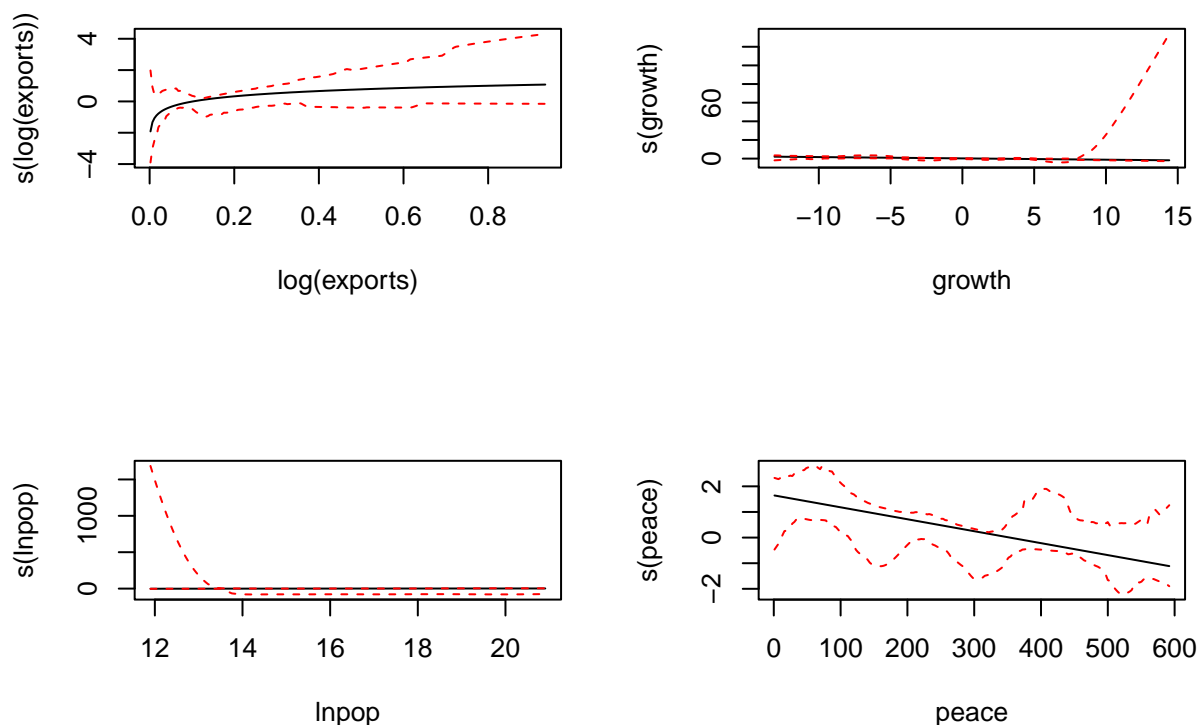 s(log(exports))
4
0
−4
0.0 0.2 0.4 0.6 0.8
log(exports)
s(growth)
60
0
−10 −5 0 5 10 15
growth
s(lnpop)
1000
0
12 14 16 18 20
lnpop
s(peace)
2
0
−2
0 100 200 300 400 500 600
peace